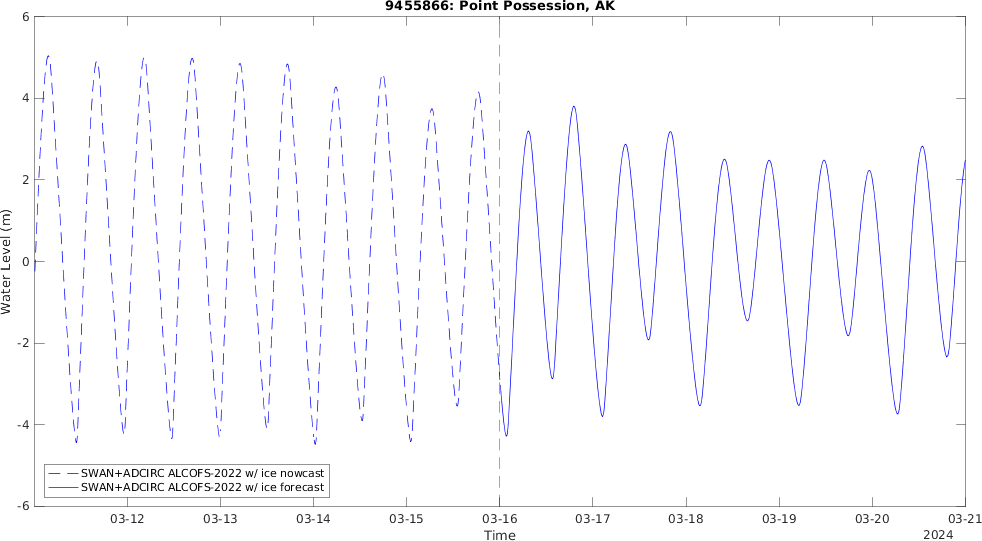 9455866: Point Possession, AK
6
4
2
0
-2
-4
-6
Water Level (m)
SWAN+ADCIRC ALCOFS-2022 w/ ice nowcast
SWAN+ADCIRC ALCOFS-2022 w/ ice forecast
03-12 03-13 03-14 03-15 03-16 03-17 03-18 03-19 03-20 03-21
Time
2024